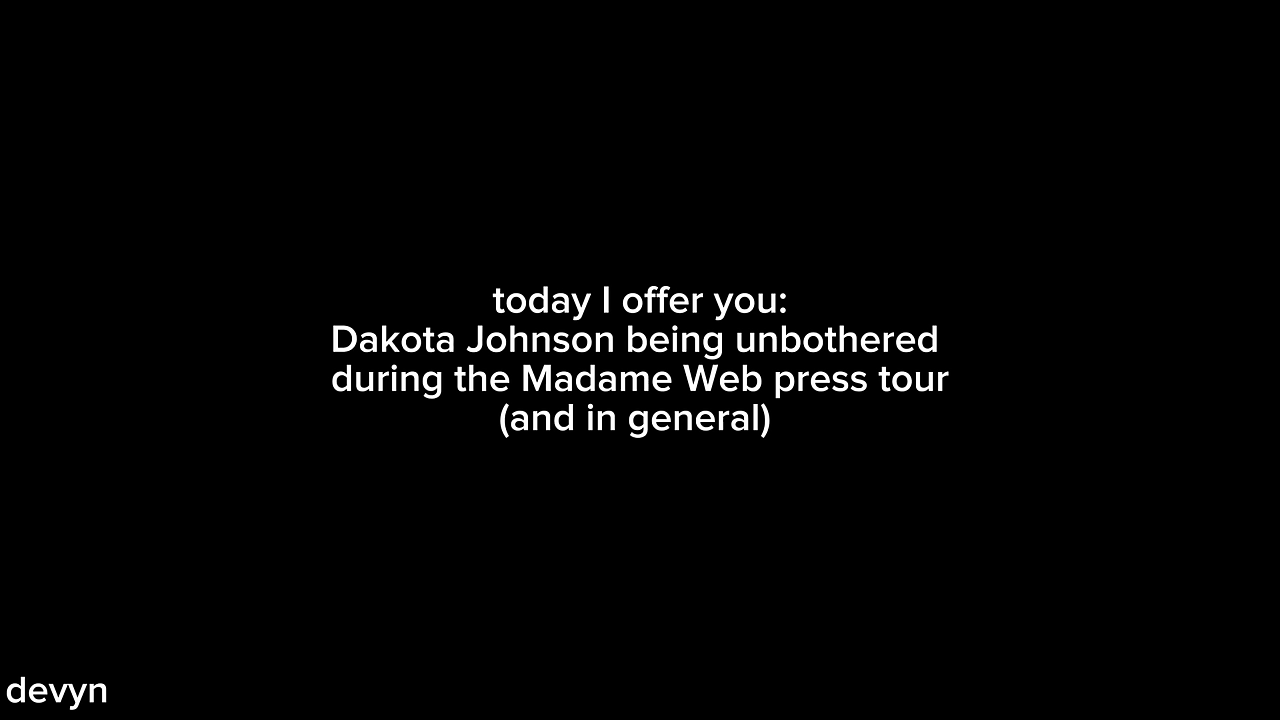 today I offer you:
Dakota Johnson being unbothered
during the Madame Web press tour
(and in general)
devyn